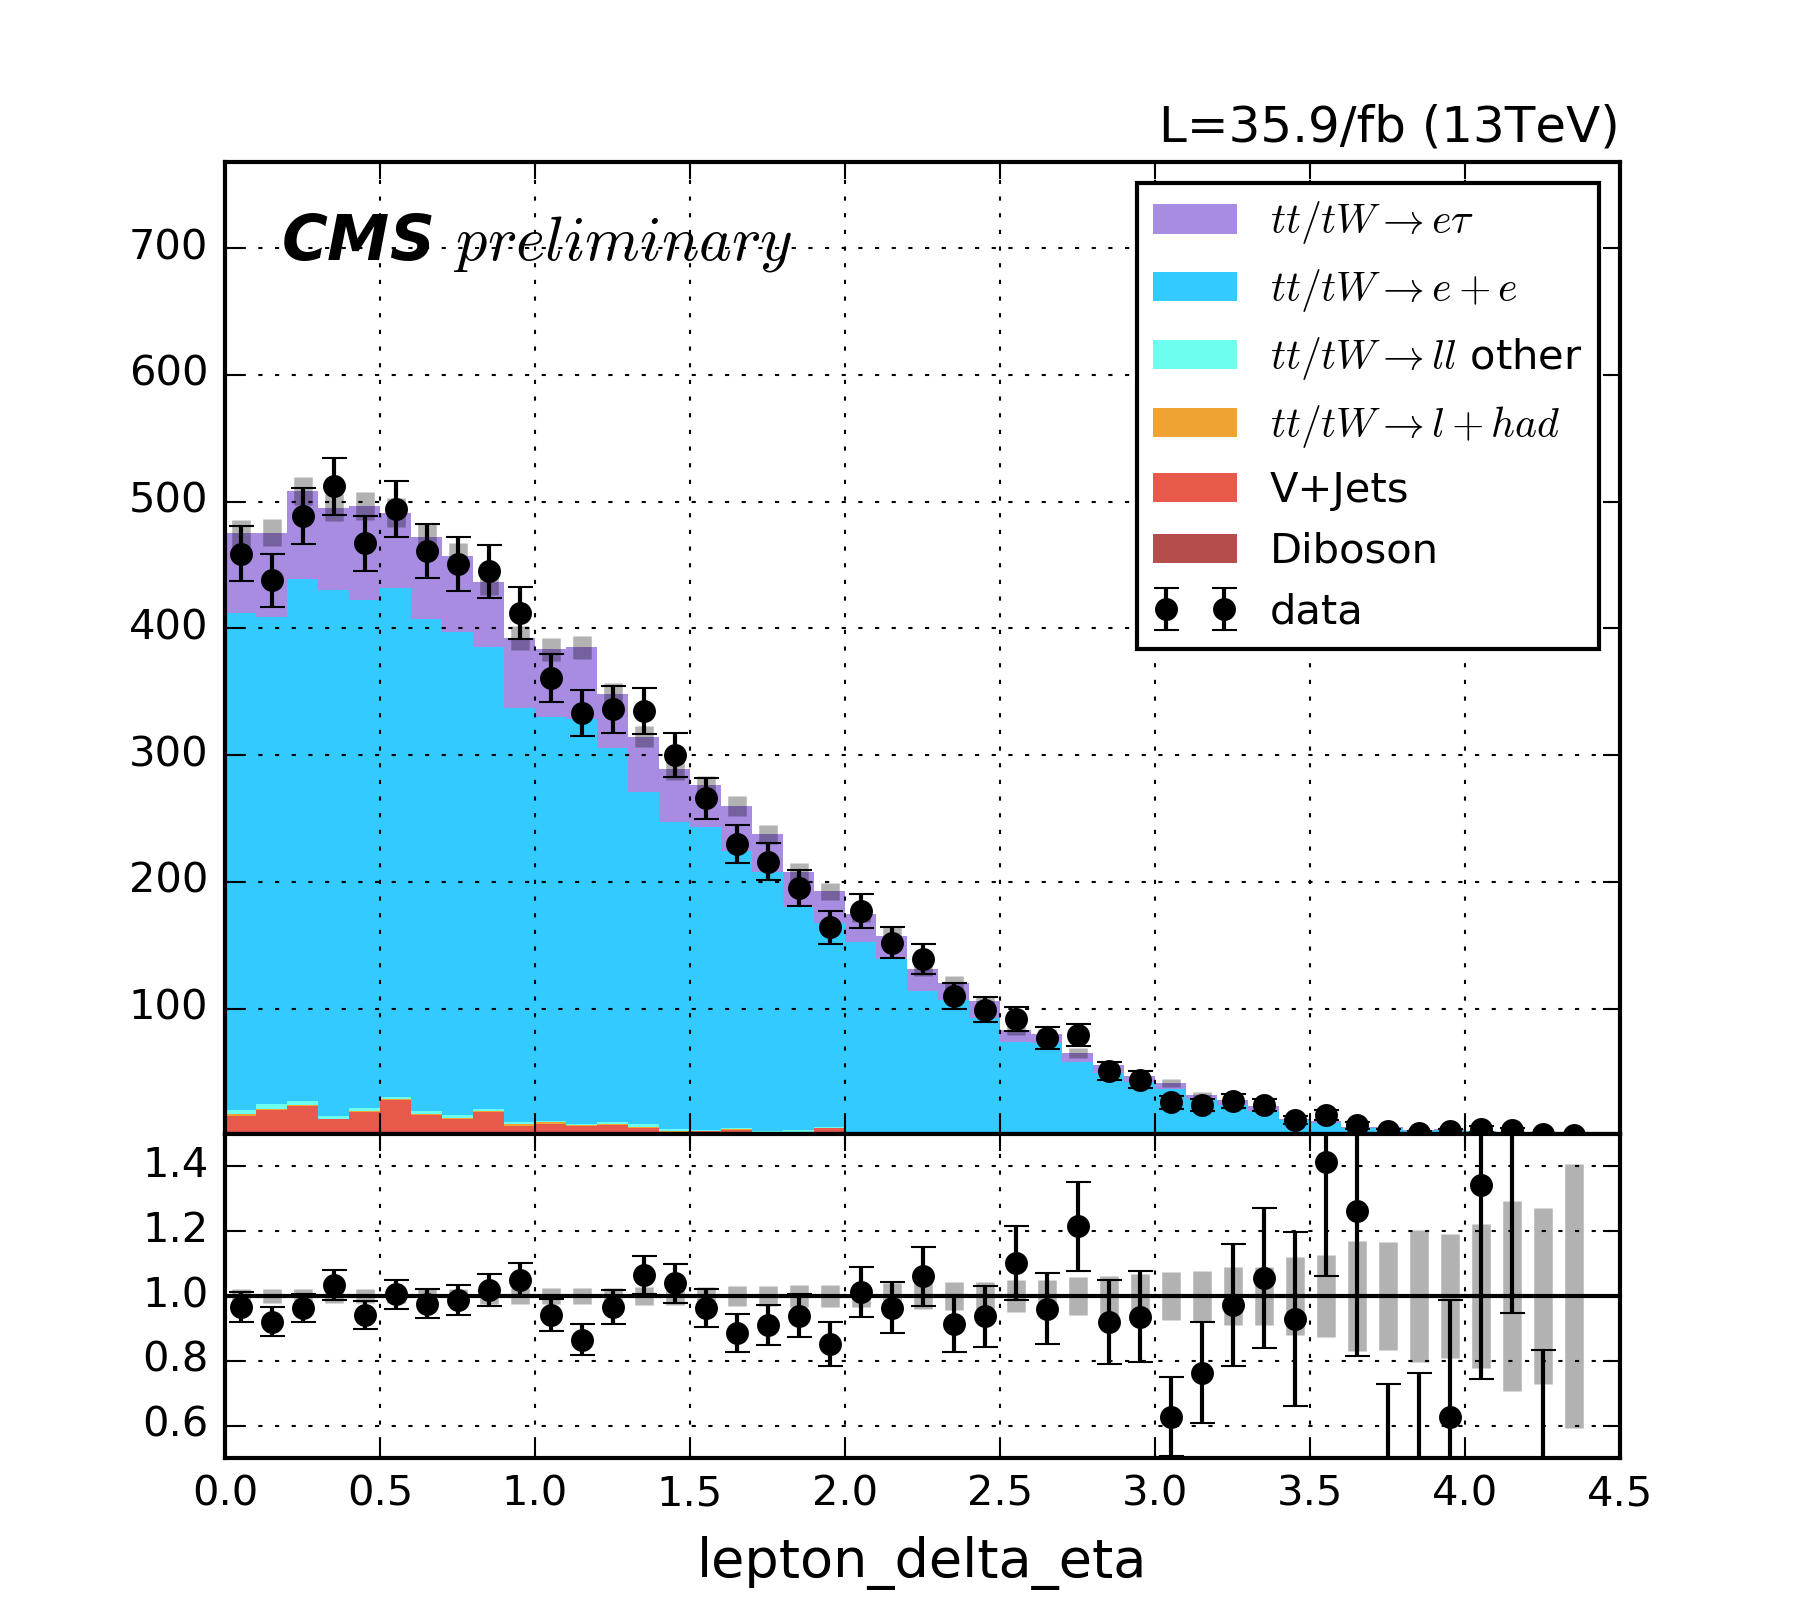 L=35.9/fb (13TeV)
CMS preliminary
tt/tW → eτ
tt/tW → e + e
tt/tW → ll other
tt/tW → l + had
V+Jets
Diboson
data
700
600
500
400
300
200
100
1.4
1.2
1.0
0.8
0.6
0.0 0.5 1.0 1.5 2.0 2.5 3.0 3.5 4.0 4.5
lepton_delta_eta